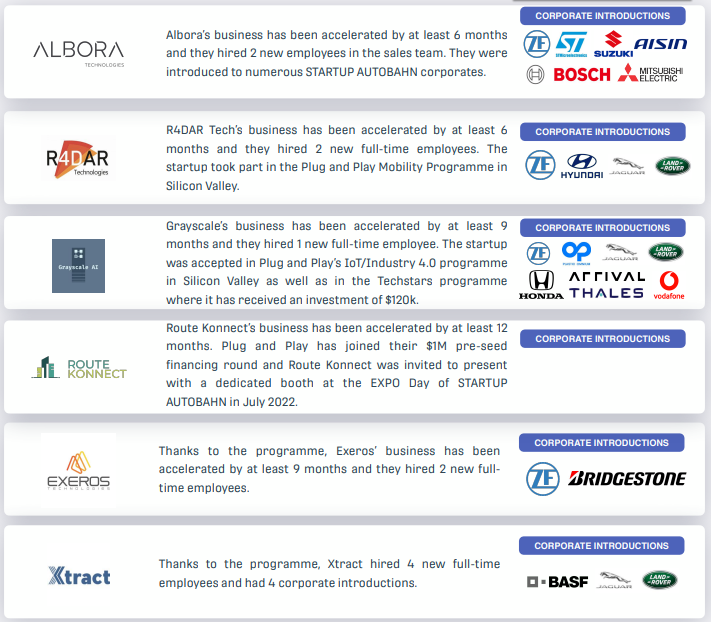 ALBORA
TECHNOLOGIES
Albora's business has been accelerated by at least 6 months
and they hired 2 new employees in the sales team. They were
introduced to numerous STARTUP AUTOBAHN corporates.
CORPORATE INTRODUCTIONS
ZF
ST
SUZUKI
AISIN
BOSCH
MITSUBISHI
ELECTRIC
R4DAR
Technologies
R4DAR Tech's business has been accelerated by at least 6
months and they hired 2 new full-time employees. The
startup took part in the Plug and Play Mobility Programme in
Silicon Valley.
CORPORATE INTRODUCTIONS
ZF
HYUNDAI
JAGUAR
LAND-
ROVER
Grayscale AI
Grayscale's business has been accelerated by at least 9
months and they hired 1 new full-time employee. The startup
was accepted in Plug and Play's IoT/Industry 4.0 programme
in Silicon Valley as well as in the Techstars programme
where it has received an investment of $120k.
CORPORATE INTRODUCTIONS
ZF
JAGUAR
LAND-
ROVER
HONDA
ARRIVAL
THALES
vodafone
ROUTE
KONNECT
Route Konnect's business has been accelerated by at least 12
months. Plug and Play has joined their $1M pre-seed
financing round and Route Konnect was invited to present
with a dedicated booth at the EXPO Day of STARTUP
AUTOBAHN in July 2022.
CORPORATE INTRODUCTIONS
EXEROS
TECHNOLOGIES
Thanks to the programme, Exeros' business has been
accelerated by at least 9 months and they hired 2 new full-
time employees.
CORPORATE INTRODUCTIONS
ZF
BRIDGESTONE
Xtract
Thanks to the programme, Xtract hired 4 new full-time
employees and had 4 corporate introductions.
CORPORATE INTRODUCTIONS
BASF
JAGUAR
LAND-
ROVER